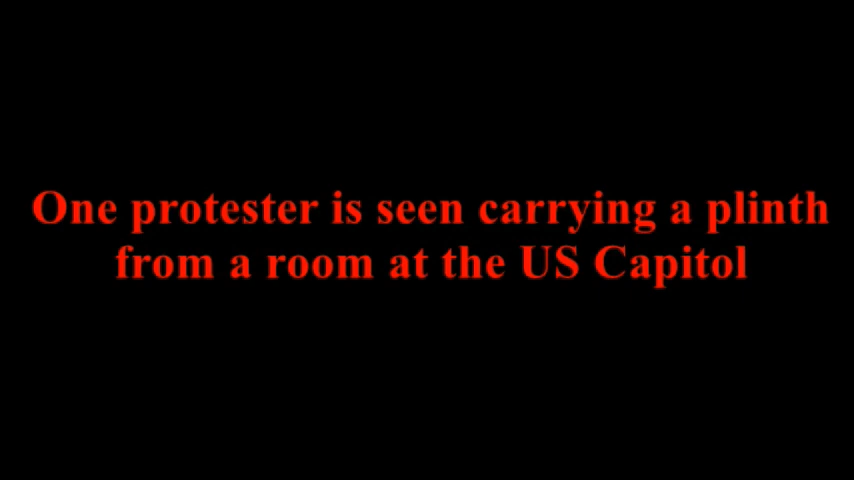 One protester is seen carrying a plinth
from a room at the US Capitol